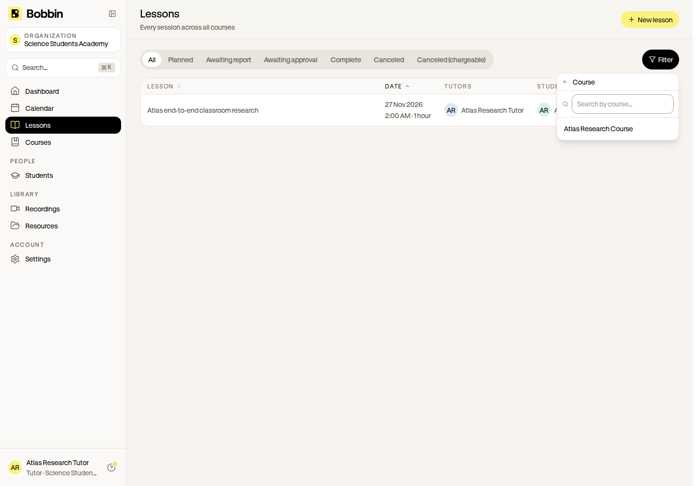 Bobbin
S
ORGANIZATION
Science Students Academy
Search...
⌘ K
Dashboard
Calendar
Lessons
Courses
PEOPLE
Students
LIBRARY
Recordings
Resources
ACCOUNT
Settings
AR
Atlas Research Tutor
Tutor · Science Studen...
Lessons
Every session across all courses
+ New lesson
All
Planned
Awaiting report
Awaiting approval
Complete
Canceled
Canceled (chargeable)
Filter
LESSON
DATE
TUTORS
STUDE
Atlas end-to-end classroom research
27 Nov 2026
2:00 AM · 1 hour
AR Atlas Research Tutor
AR A
Course
Search by course...
Atlas Research Course